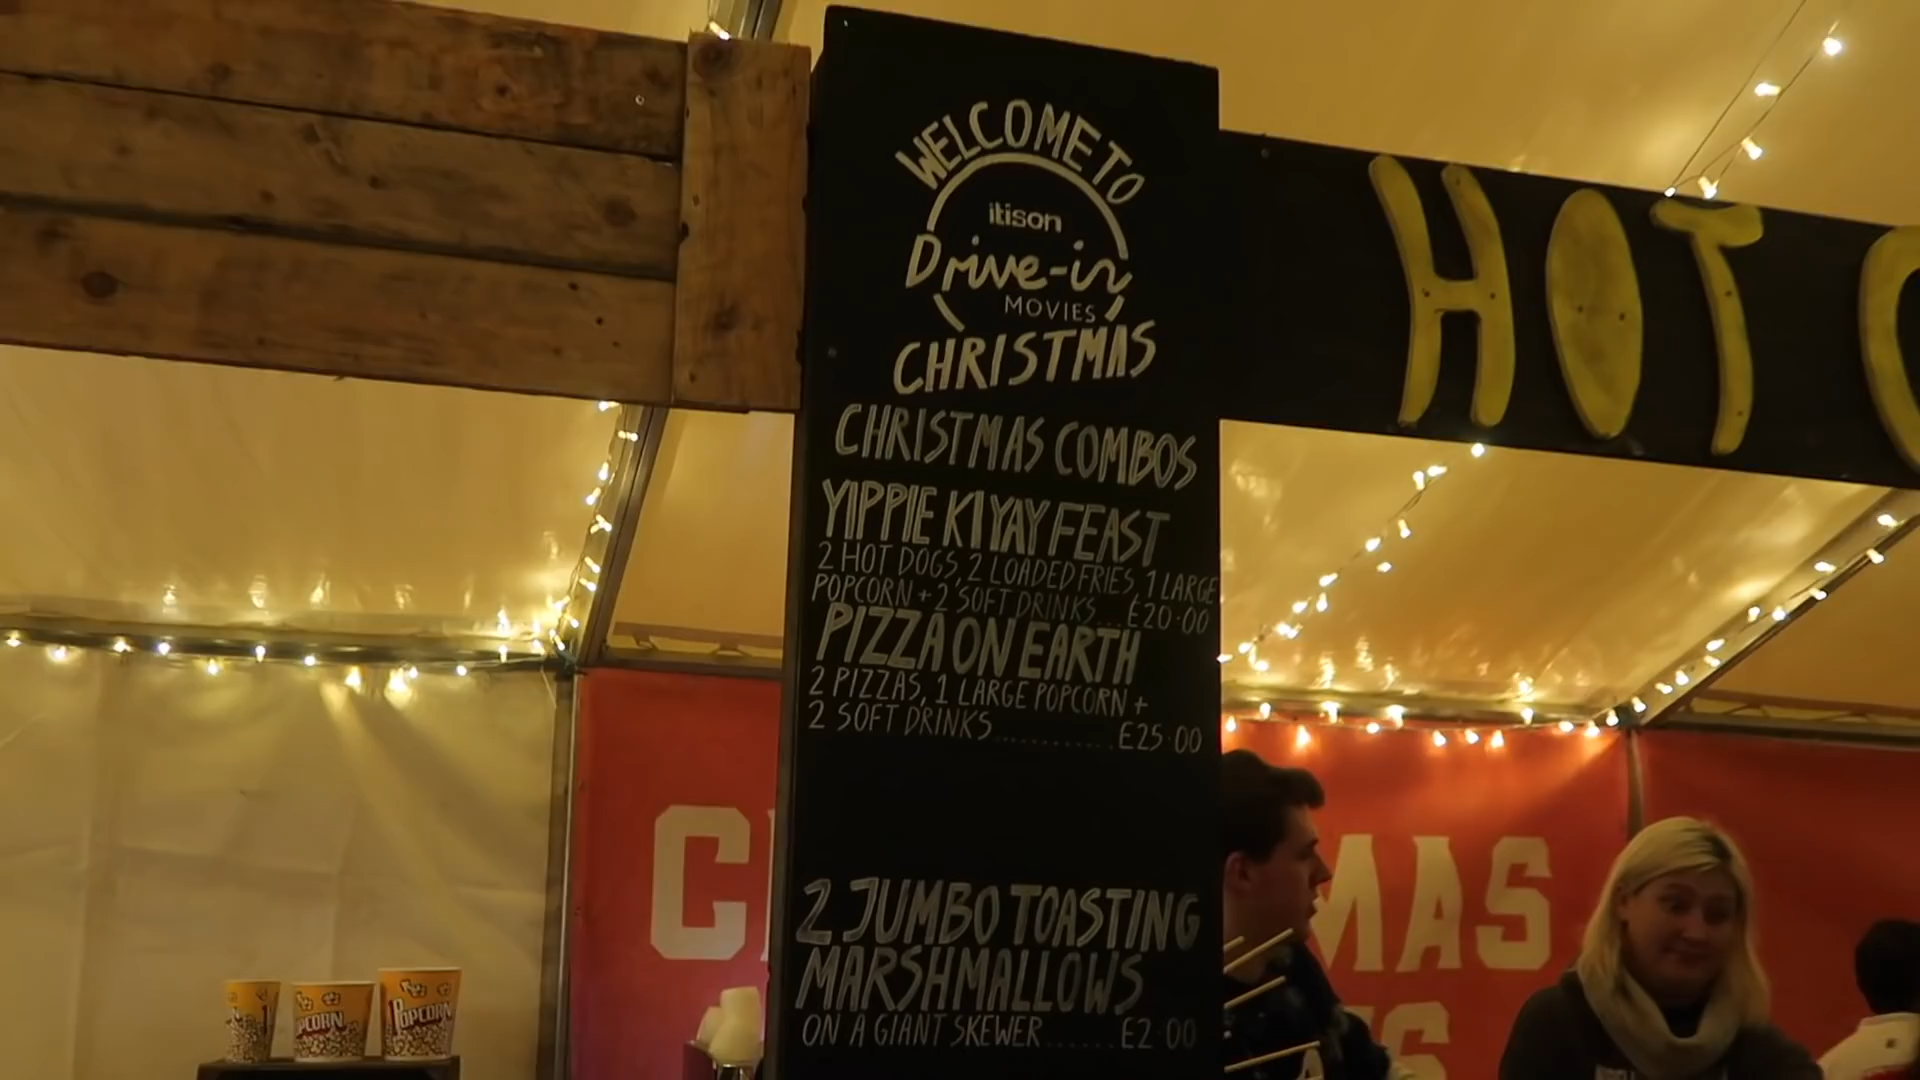 WELCOME TO
itison
Drive-in
MOVIES
CHRISTMAS
CHRISTMAS COMBOS
YIPPIE KI YAY FEAST
2 HOT DOGS, 2 LOADED FRIES, 1 LARGE
POPCORN + 2 SOFT DRINKS... £20.00
PIZZA ON EARTH
2 PIZZAS, 1 LARGE POPCORN +
2 SOFT DRINKS............£25.00
2 JUMBO TOASTING
MARSHMALLOWS
ON A GIANT SKEWER......£2.00
HOT
C MAS
S
POPCORN
POPCORN